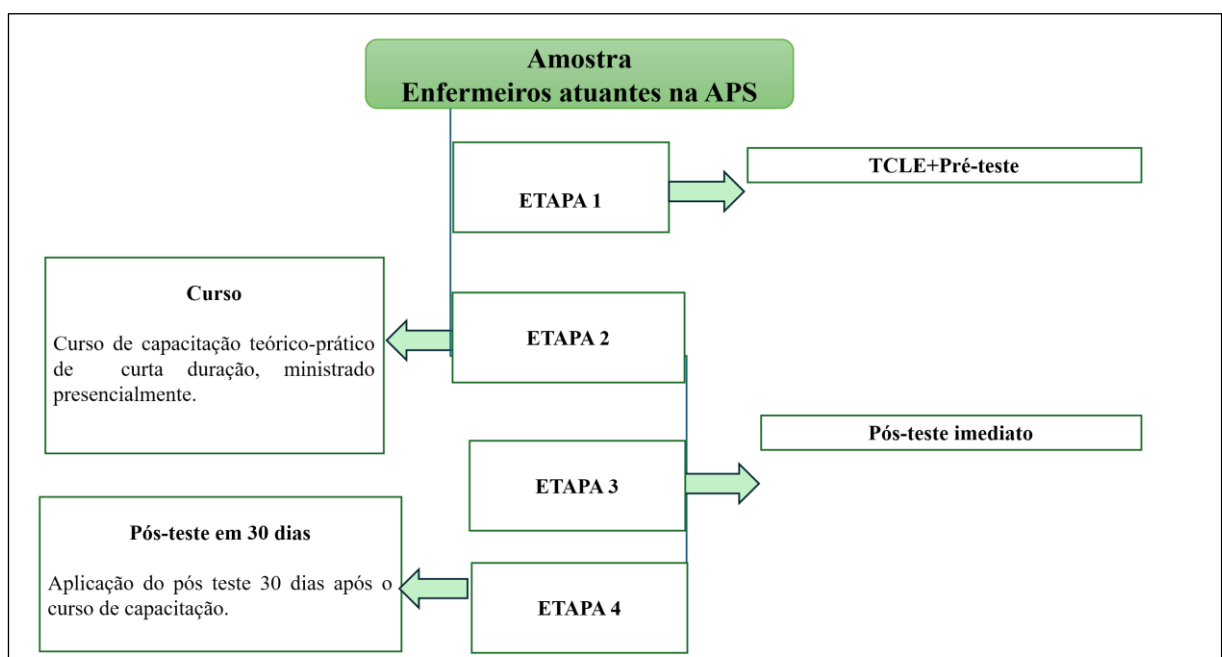 Amostra
Enfermeiros atuantes na APS
ETAPA 1
TCLE+Pré-teste
Curso
Curso de capacitação teórico-prático
de curta duração, ministrado
presencialmente.
ETAPA 2
Pós-teste imediato
ETAPA 3
Pós-teste em 30 dias
Aplicação do pós teste 30 dias após o
curso de capacitação.
ETAPA 4